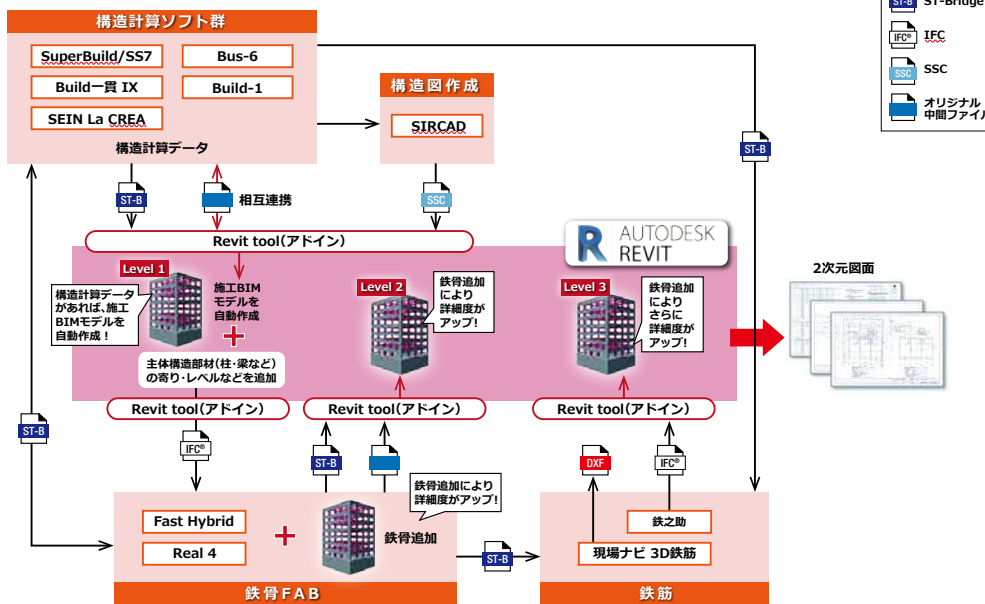 構造計算ソフト群
SuperBuild/SS7
Bus-6
Build一貫 IX
Build-1
SEIN La CREA
構造計算データ
構造図作成
SIRCAD
ST-B
ST-Bridge
IFC®
IFC
SSC
SSC
オリジナル
中間ファイル
ST-B
相互連携
SSC
ST-B
Revit tool(アドイン)
AUTODESK
REVIT
Level 1
構造計算データ
があれば、施工
BIMモデルを
自動作成！
施工BIM
モデルを
自動作成
+
主体構造部材(柱・梁など)
の寄り・レベルなどを追加
Level 2
鉄骨追加
により
詳細度が
アップ！
Level 3
鉄骨追加
により
さらに
詳細度が
アップ！
2次元図面
Revit tool(アドイン)
Revit tool(アドイン)
Revit tool(アドイン)
ST-B
IFC®
ST-B
DXF
IFC®
鉄骨追加により
詳細度がアップ！
Fast Hybrid
Real 4
+
鉄骨追加
鉄骨FAB
ST-B
鉄之助
現場ナビ 3D鉄筋
鉄筋